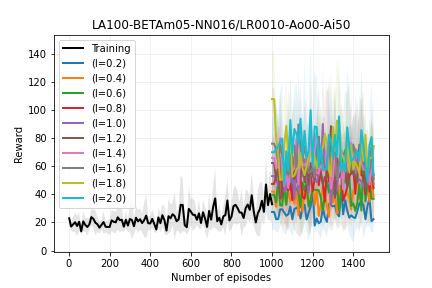 LA100-BETAm05-NN016/LR0010-Ao00-Ai50
140
120
100
80
60
40
20
0
Reward
Training
(l=0.2)
(l=0.4)
(l=0.6)
(l=0.8)
(l=1.0)
(l=1.2)
(l=1.4)
(l=1.6)
(l=1.8)
(l=2.0)
0 200 400 600 800 1000 1200 1400
Number of episodes